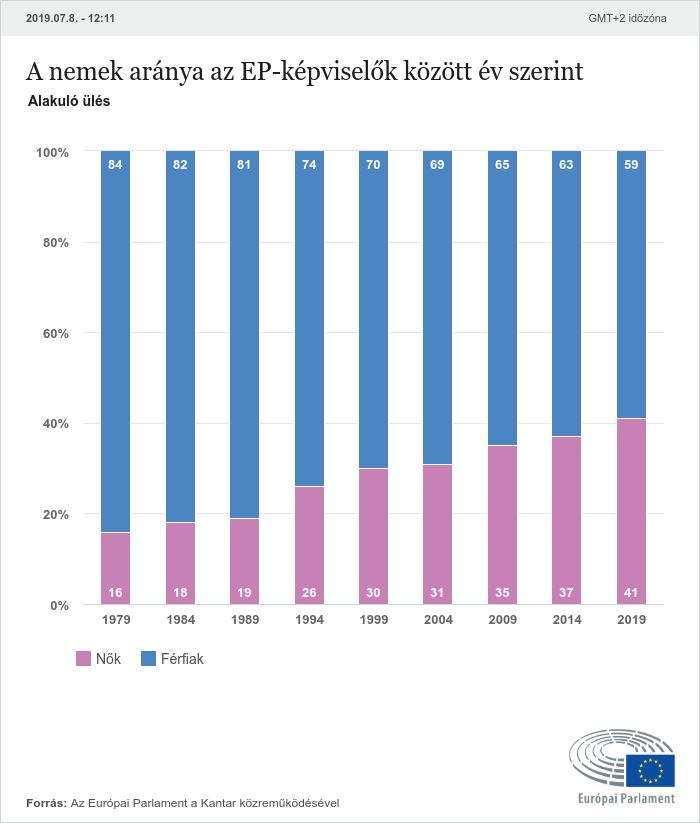 2019.07.8. - 12:11
GMT+2 időzóna
A nemek aránya az EP-képviselők között év szerint
Alakuló ülés
100%
80%
60%
40%
20%
0%
84 82 81 74 70 69 65 63 59
16 18 19 26 30 31 35 37 41
1979 1984 1989 1994 1999 2004 2009 2014 2019
Nők Férfiak
Európai Parlament
Forrás: Az Európai Parlament a Kantar közreműködésével